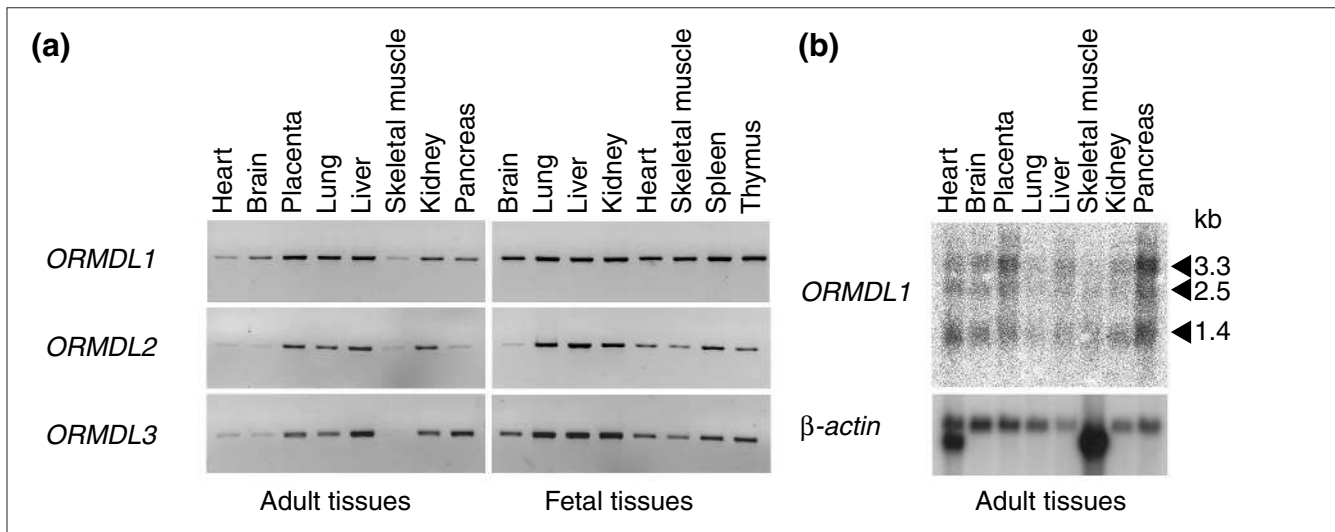 (a)
Heart
Brain
Placenta
Lung
Liver
Skeletal muscle
Kidney
Pancreas
Brain
Lung
Liver
Kidney
Heart
Skeletal muscle
Spleen
Thymus
ORMDL1
ORMDL2
ORMDL3
Adult tissues
Fetal tissues
(b)
Heart
Brain
Placenta
Lung
Liver
Skeletal muscle
Kidney
Pancreas
kb
ORMDL1
3.3
2.5
1.4
β-actin
Adult tissues